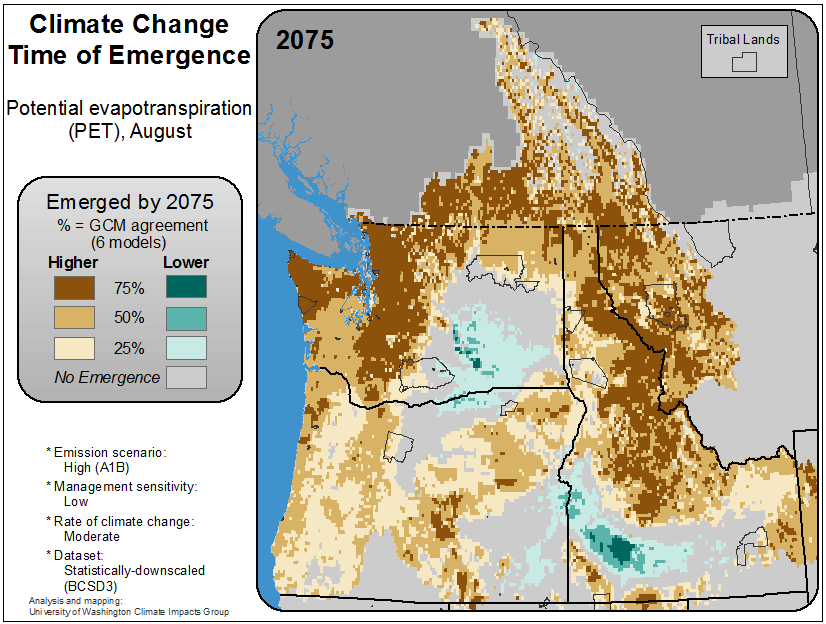 Climate Change
Time of Emergence
Potential evapotranspiration
(PET), August
Emerged by 2075
% = GCM agreement
(6 models)
Higher Lower
75%
50%
25%
No Emergence
* Emission scenario:
High (A1B)
* Management sensitivity:
Low
* Rate of climate change:
Moderate
* Dataset:
Statistically-downscaled
(BCSD3)
Analysis and mapping:
University of Washington Climate Impacts Group
2075
Tribal Lands